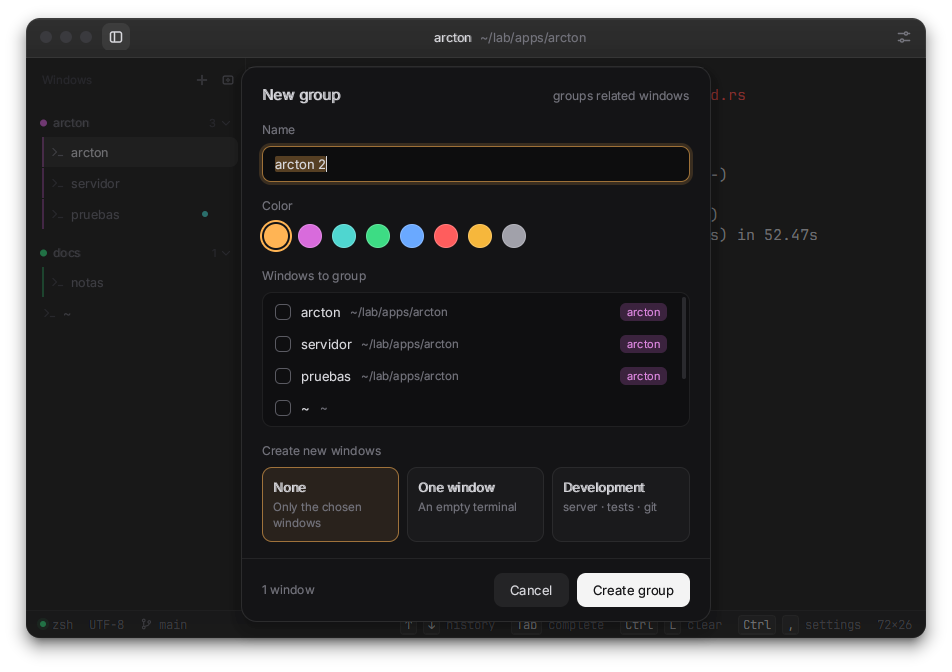 arcton ~/lab/apps/arcton
Windows
arcton 3
>_ arcton
>_ servidor
>_ pruebas
docs 1
>_ notas
>_ ~
d.rs
-)
)
s) in 52.47s
New group
groups related windows
Name
arcton 2
Color
Windows to group
arcton ~/lab/apps/arcton arcton
servidor ~/lab/apps/arcton arcton
pruebas ~/lab/apps/arcton arcton
~ ~
Create new windows
None
Only the chosen
windows
One window
An empty terminal
Development
server · tests · git
1 window
Cancel
Create group
zsh UTF-8 main
↑ ↓ history Tab complete Ctrl L clear Ctrl , settings 72×26